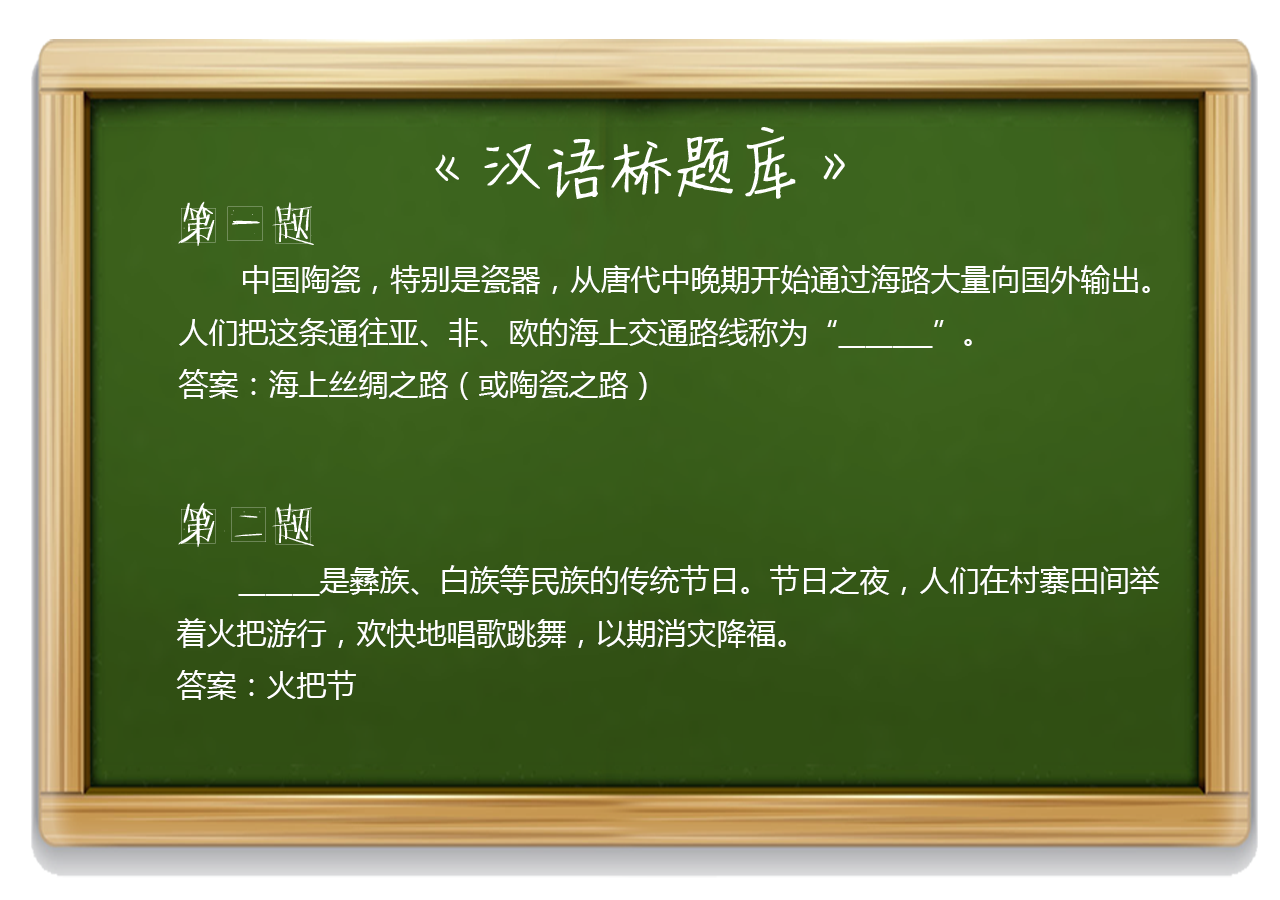 《汉语桥题库》
第一题
中国陶瓷，特别是瓷器，从唐代中晚期开始通过海路大量向国外输出。
人们把这条通往亚、非、欧的海上交通路线称为“_______”。
答案：海上丝绸之路（或陶瓷之路）
第二题
______是彝族、白族等民族的传统节日。节日之夜，人们在村寨田间举
着火把游行，欢快地唱歌跳舞，以期消灾降福。
答案：火把节